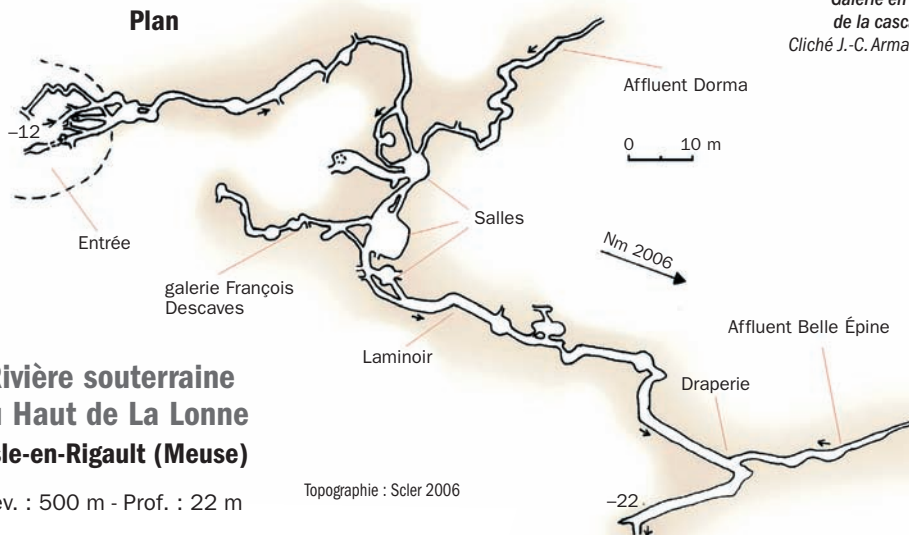 Plan
Galerie en
de la casc
Cliché J.-C. Arma
Affluent Dorma
0 10 m
–12
Entrée
Salles
Nm 2006
galerie François
Descaves
Laminoir
Affluent Belle Épine
Draperie
Rivière souterraine
Haut de La Lonne
sle-en-Rigault (Meuse)
év. : 500 m - Prof. : 22 m
Topographie : Scler 2006
–22